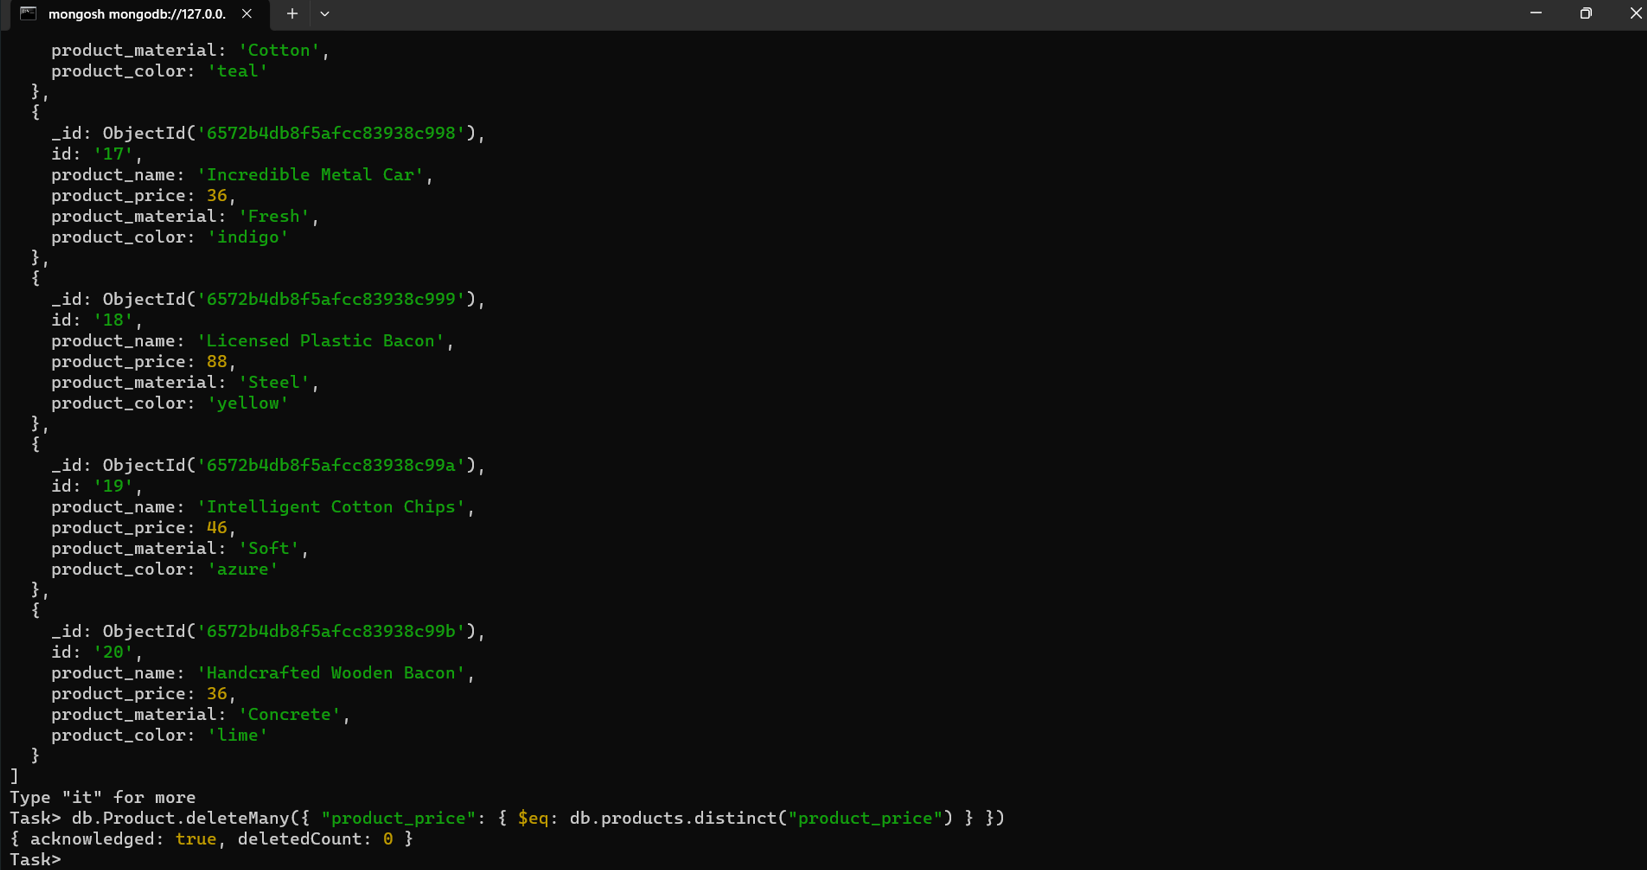 mongosh mongodb://127.0.0.
product_material: 'Cotton',
product_color: 'teal'
},
{
_id: ObjectId('6572b4db8f5afcc83938c998'),
id: '17',
product_name: 'Incredible Metal Car',
product_price: 36,
product_material: 'Fresh',
product_color: 'indigo'
},
{
_id: ObjectId('6572b4db8f5afcc83938c999'),
id: '18',
product_name: 'Licensed Plastic Bacon',
product_price: 88,
product_material: 'Steel',
product_color: 'yellow'
},
{
_id: ObjectId('6572b4db8f5afcc83938c99a'),
id: '19',
product_name: 'Intelligent Cotton Chips',
product_price: 46,
product_material: 'Soft',
product_color: 'azure'
},
{
_id: ObjectId('6572b4db8f5afcc83938c99b'),
id: '20',
product_name: 'Handcrafted Wooden Bacon',
product_price: 36,
product_material: 'Concrete',
product_color: 'lime'
}
]
Type "it" for more
Task> db.Product.deleteMany({ "product_price": { $eq: db.products.distinct("product_price") } })
{ acknowledged: true, deletedCount: 0 }
Task>